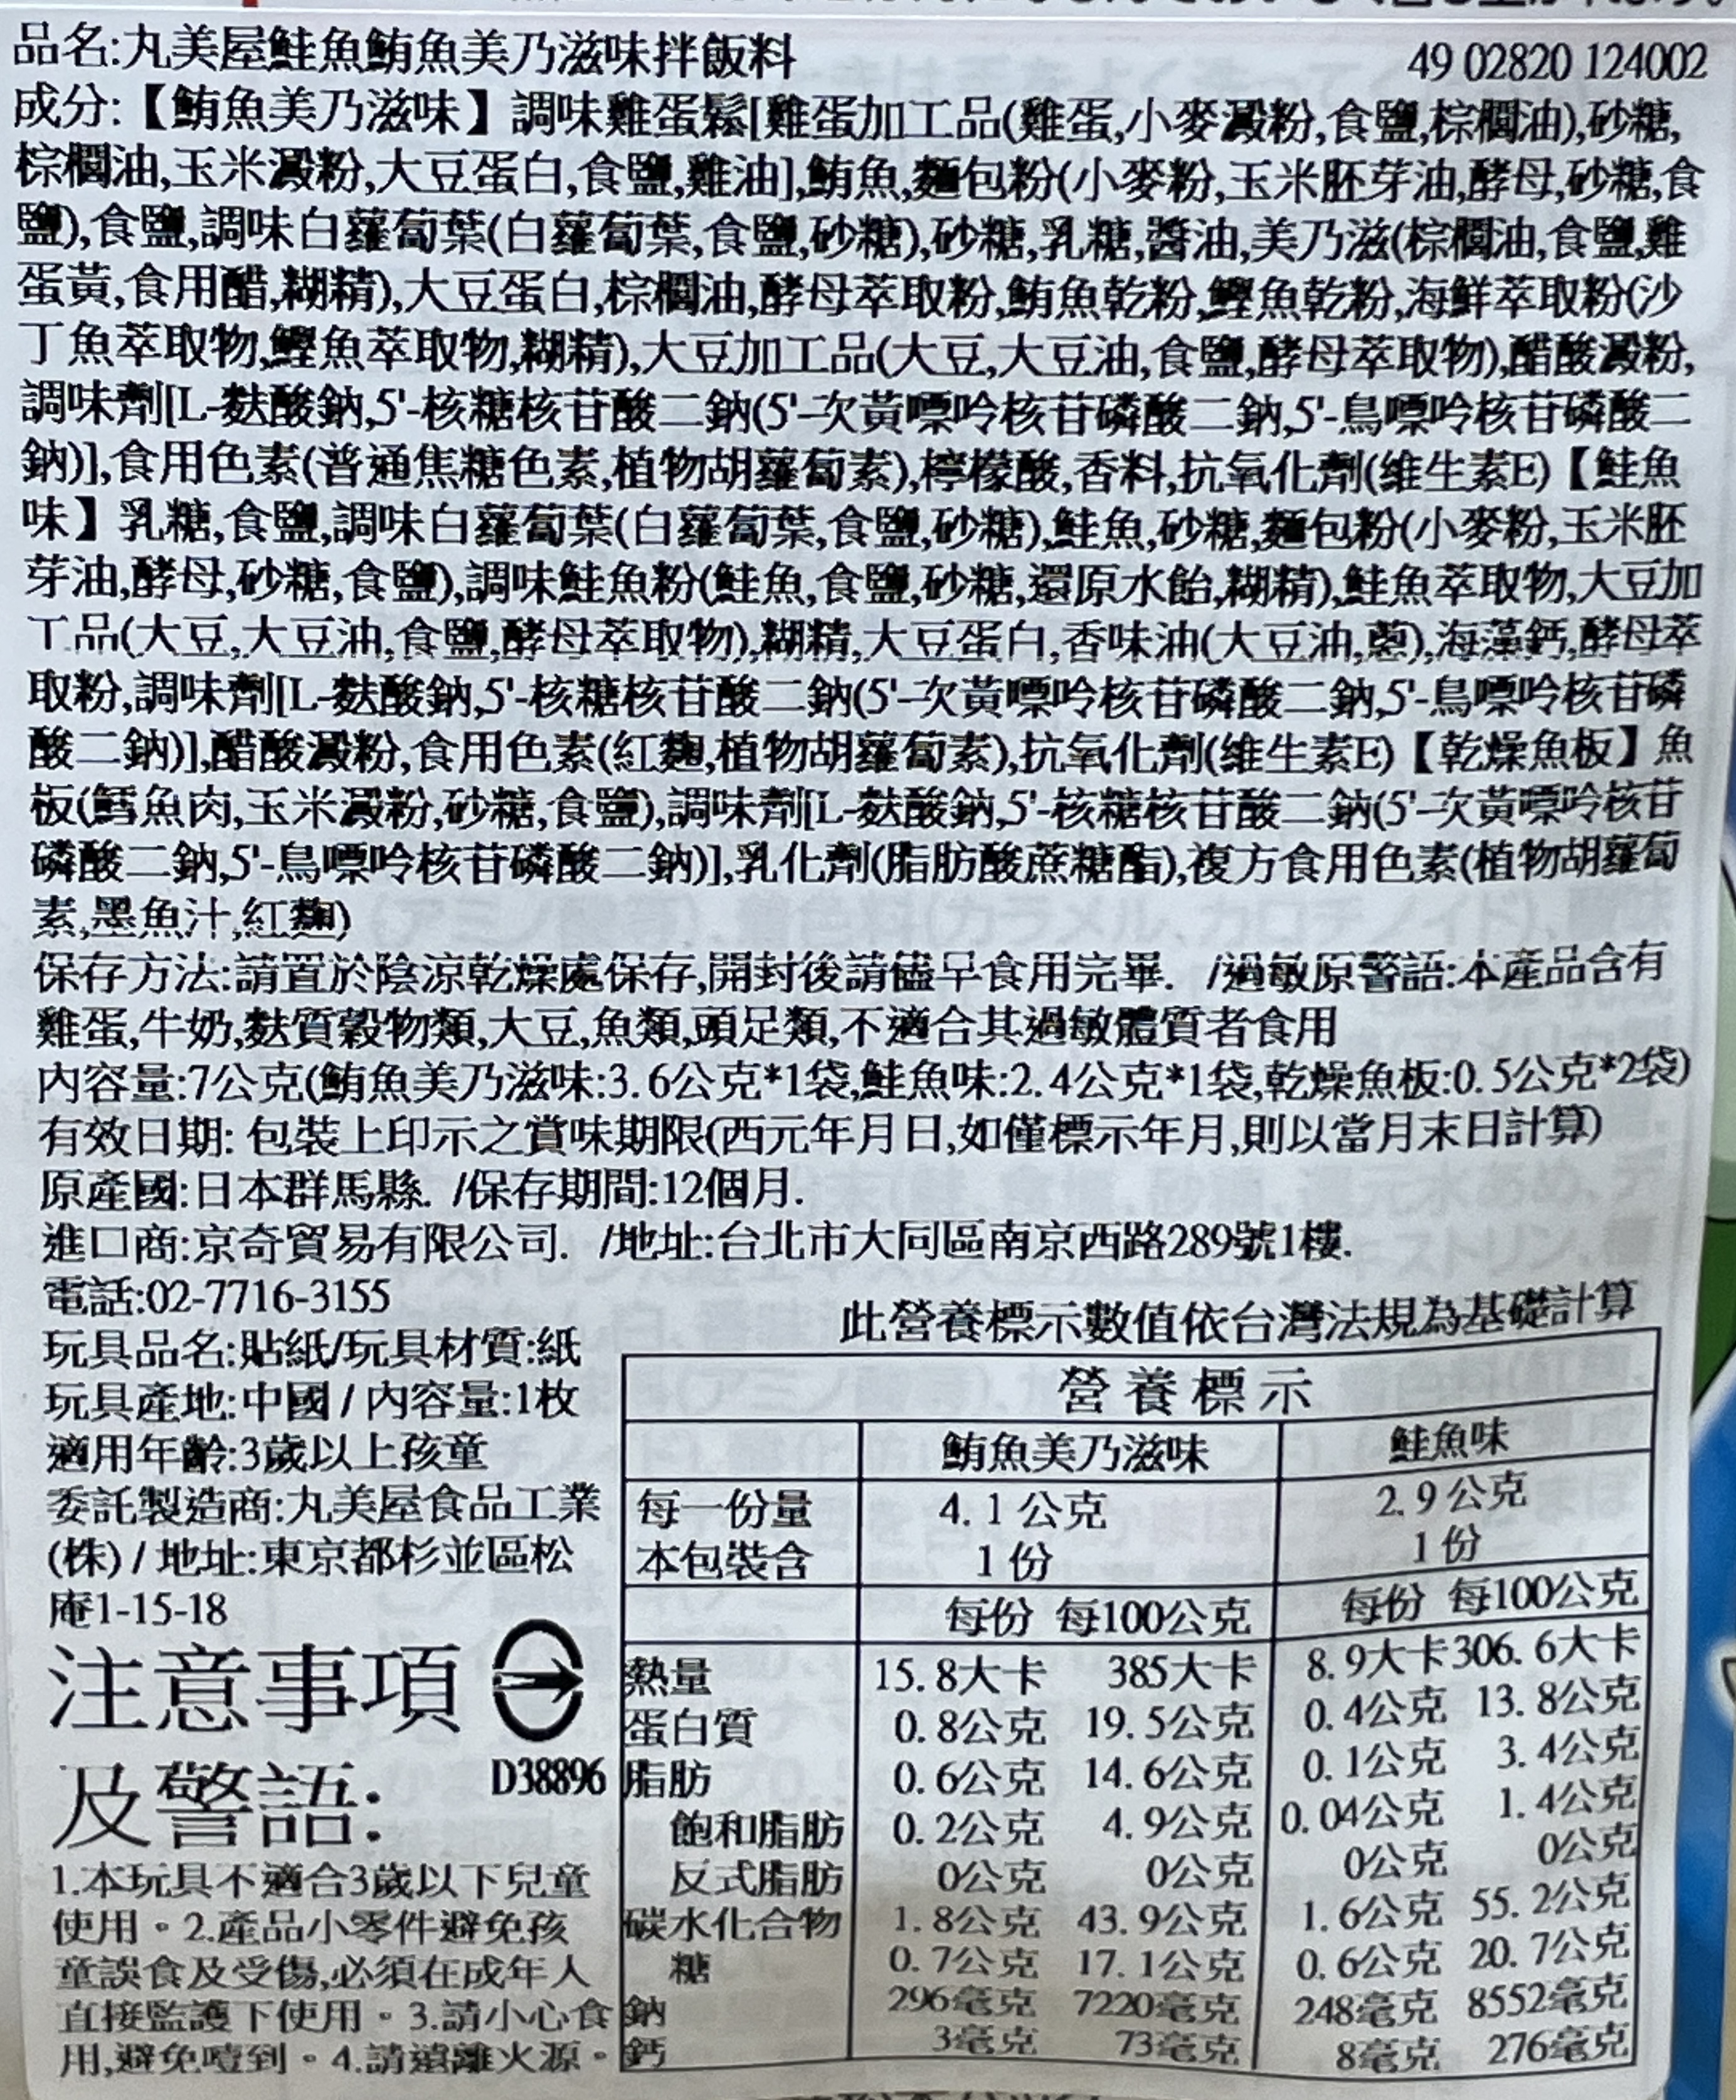 品名:丸美屋鮭魚鮪魚美乃滋味拌飯料
49 02820 124002
成分:【鮪魚美乃滋味】調味雞蛋鬆[雞蛋加工品(雞蛋,小麥澱粉,食鹽,棕櫚油),砂糖,
棕櫚油,玉米澱粉,大豆蛋白,食鹽,雞油],鮪魚,麵包粉(小麥粉,玉米胚芽油,酵母,砂糖,食
鹽),食鹽,調味白蘿蔔葉(白蘿蔔葉,食鹽,砂糖),砂糖,乳糖,醬油,美乃滋(棕櫚油,食鹽,雞
蛋黃,食用醋,糊精),大豆蛋白,棕櫚油,酵母萃取粉,鮪魚乾粉,鰹魚乾粉,海鮮萃取粉(沙
丁魚萃取物,鰹魚萃取物,糊精),大豆加工品(大豆,大豆油,食鹽,酵母萃取物),醋酸澱粉,
調味劑[L-麩酸鈉,5'-核糖核苷酸二鈉(5'-次黃嘌呤核苷磷酸二鈉,5'-鳥嘌呤核苷磷酸二
鈉)],食用色素(普通焦糖色素,植物胡蘿蔔素),檸檬酸,香料,抗氧化劑(維生素E)【鮭魚
味】乳糖,食鹽,調味白蘿蔔葉(白蘿蔔葉,食鹽,砂糖),鮭魚,砂糖,麵包粉(小麥粉,玉米胚
芽油,酵母,砂糖,食鹽),調味鮭魚粉(鮭魚,食鹽,砂糖,還原水飴,糊精),鮭魚萃取物,大豆加
工品(大豆,大豆油,食鹽,酵母萃取物),糊精,大豆蛋白,香味油(大豆油,蔥),海藻鈣,酵母萃
取粉,調味劑[L-麩酸鈉,5'-核糖核苷酸二鈉(5'-次黃嘌呤核苷磷酸二鈉,5'-鳥嘌呤核苷磷
酸二鈉)],醋酸澱粉,食用色素(紅麴,植物胡蘿蔔素),抗氧化劑(維生素E)【乾燥魚板】魚
板(鱈魚肉,玉米澱粉,砂糖,食鹽),調味劑[L-麩酸鈉,5'-核糖核苷酸二鈉(5'-次黃嘌呤核苷
磷酸二鈉,5'-鳥嘌呤核苷磷酸二鈉)],乳化劑(脂肪酸蔗糖酯),複方食用色素(植物胡蘿蔔
素,墨魚汁,紅麴)
保存方法:請置於陰涼乾燥處保存,開封後請儘早食用完畢. /過敏原警語:本產品含有
雞蛋,牛奶,麩質穀物類,大豆,魚類,頭足類,不適合其過敏體質者食用
內容量:7公克(鮪魚美乃滋味:3.6公克*1袋,鮭魚味:2.4公克*1袋,乾燥魚板:0.5公克*2袋)
有效日期: 包裝上印示之賞味期限(西元年月日,如僅標示年月,則以當月末日計算)
原產國:日本群馬縣. /保存期間:12個月.
進口商:京奇貿易有限公司. /地址:台北市大同區南京西路289號1樓.
電話:02-7716-3155
玩具品名:貼紙/玩具材質:紙
玩具產地:中國 / 內容量:1枚
適用年齡:3歲以上孩童
委託製造商:丸美屋食品工業
(株) / 地址:東京都杉並區松
庵1-15-18
注意事項
及警語:
D38896
1.本玩具不適合3歲以下兒童
使用。2.產品小零件避免孩
童誤食及受傷,必須在成年人
直接監護下使用。3.請小心食
用,避免噎到。4.請遠離火源。
此營養標示數值依台灣法規為基礎計算
營養標示
鮪魚美乃滋味 鮭魚味
每一份量 4.1 公克 2.9 公克
本包裝含 1 份 1 份
每份 每100公克 每份 每100公克
熱量 15.8大卡 385大卡 8.9大卡 306.6大卡
蛋白質 0.8公克 19.5公克 0.4公克 13.8公克
脂肪 0.6公克 14.6公克 0.1公克 3.4公克
飽和脂肪 0.2公克 4.9公克 0.04公克 1.4公克
反式脂肪 0公克 0公克 0公克 0公克
碳水化合物 1.8公克 43.9公克 1.6公克 55.2公克
糖 0.7公克 17.1公克 0.6公克 20.7公克
鈉 296毫克 7220毫克 248毫克 8552毫克
鈣 3毫克 73毫克 8毫克 276毫克